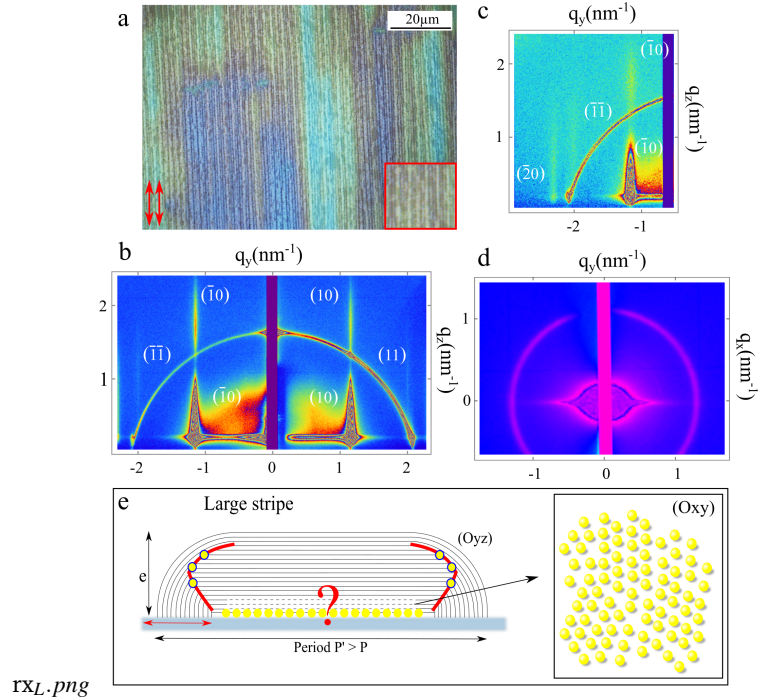 a
20µm
c
q_y(nm⁻¹)
(1̅0)
2
(1̅1̅)
q_z(nm⁻¹)
1
(1̅0)
(2̅0)
-2
-1
b
q_y(nm⁻¹)
(1̅0)
(10)
2
(1̅1̅)
(11)
q_z(nm⁻¹)
1
(1̅0)
(10)
-2
-1
0
1
2
d
q_y(nm⁻¹)
1
q_x(nm⁻¹)
0
-1
0
1
e
Large stripe
(Oxy)
(Oyz)
e
?
Period P' > P
rx_L.png